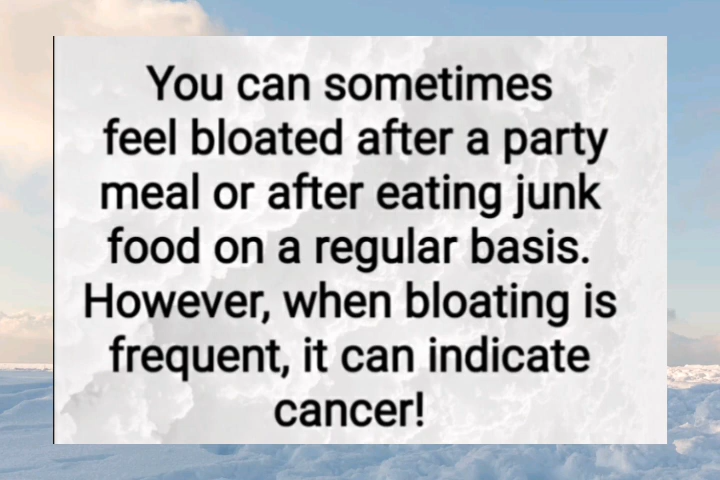 You can sometimes
feel bloated after a party
meal or after eating junk
food on a regular basis.
However, when bloating is
frequent, it can indicate
cancer!